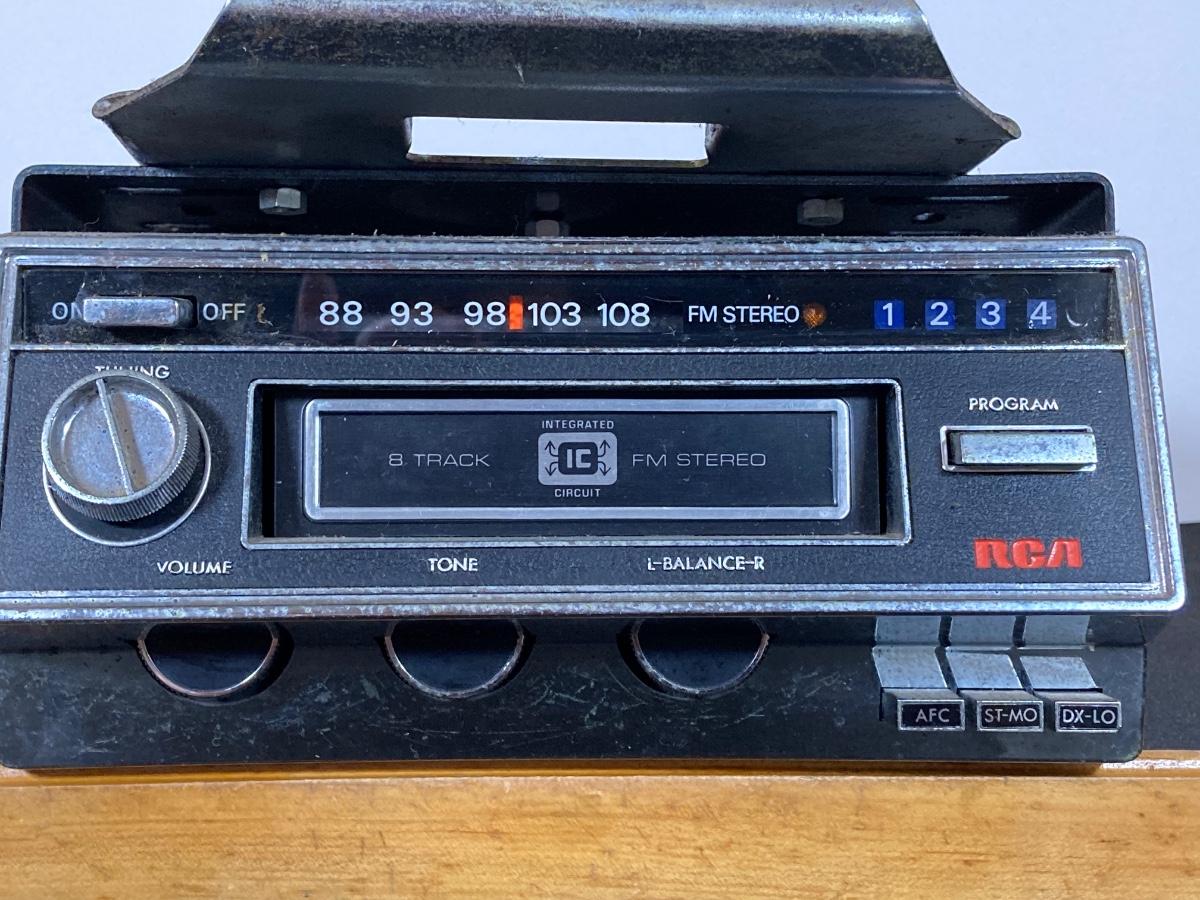 ON OFF 88 93 98 103 108 FM STEREO 1 2 3 4
TUNING
PROGRAM
INTEGRATED
8 TRACK IC FM STEREO
CIRCUIT
RCA
VOLUME TONE L-BALANCE-R
AFC ST-MO DX-LO